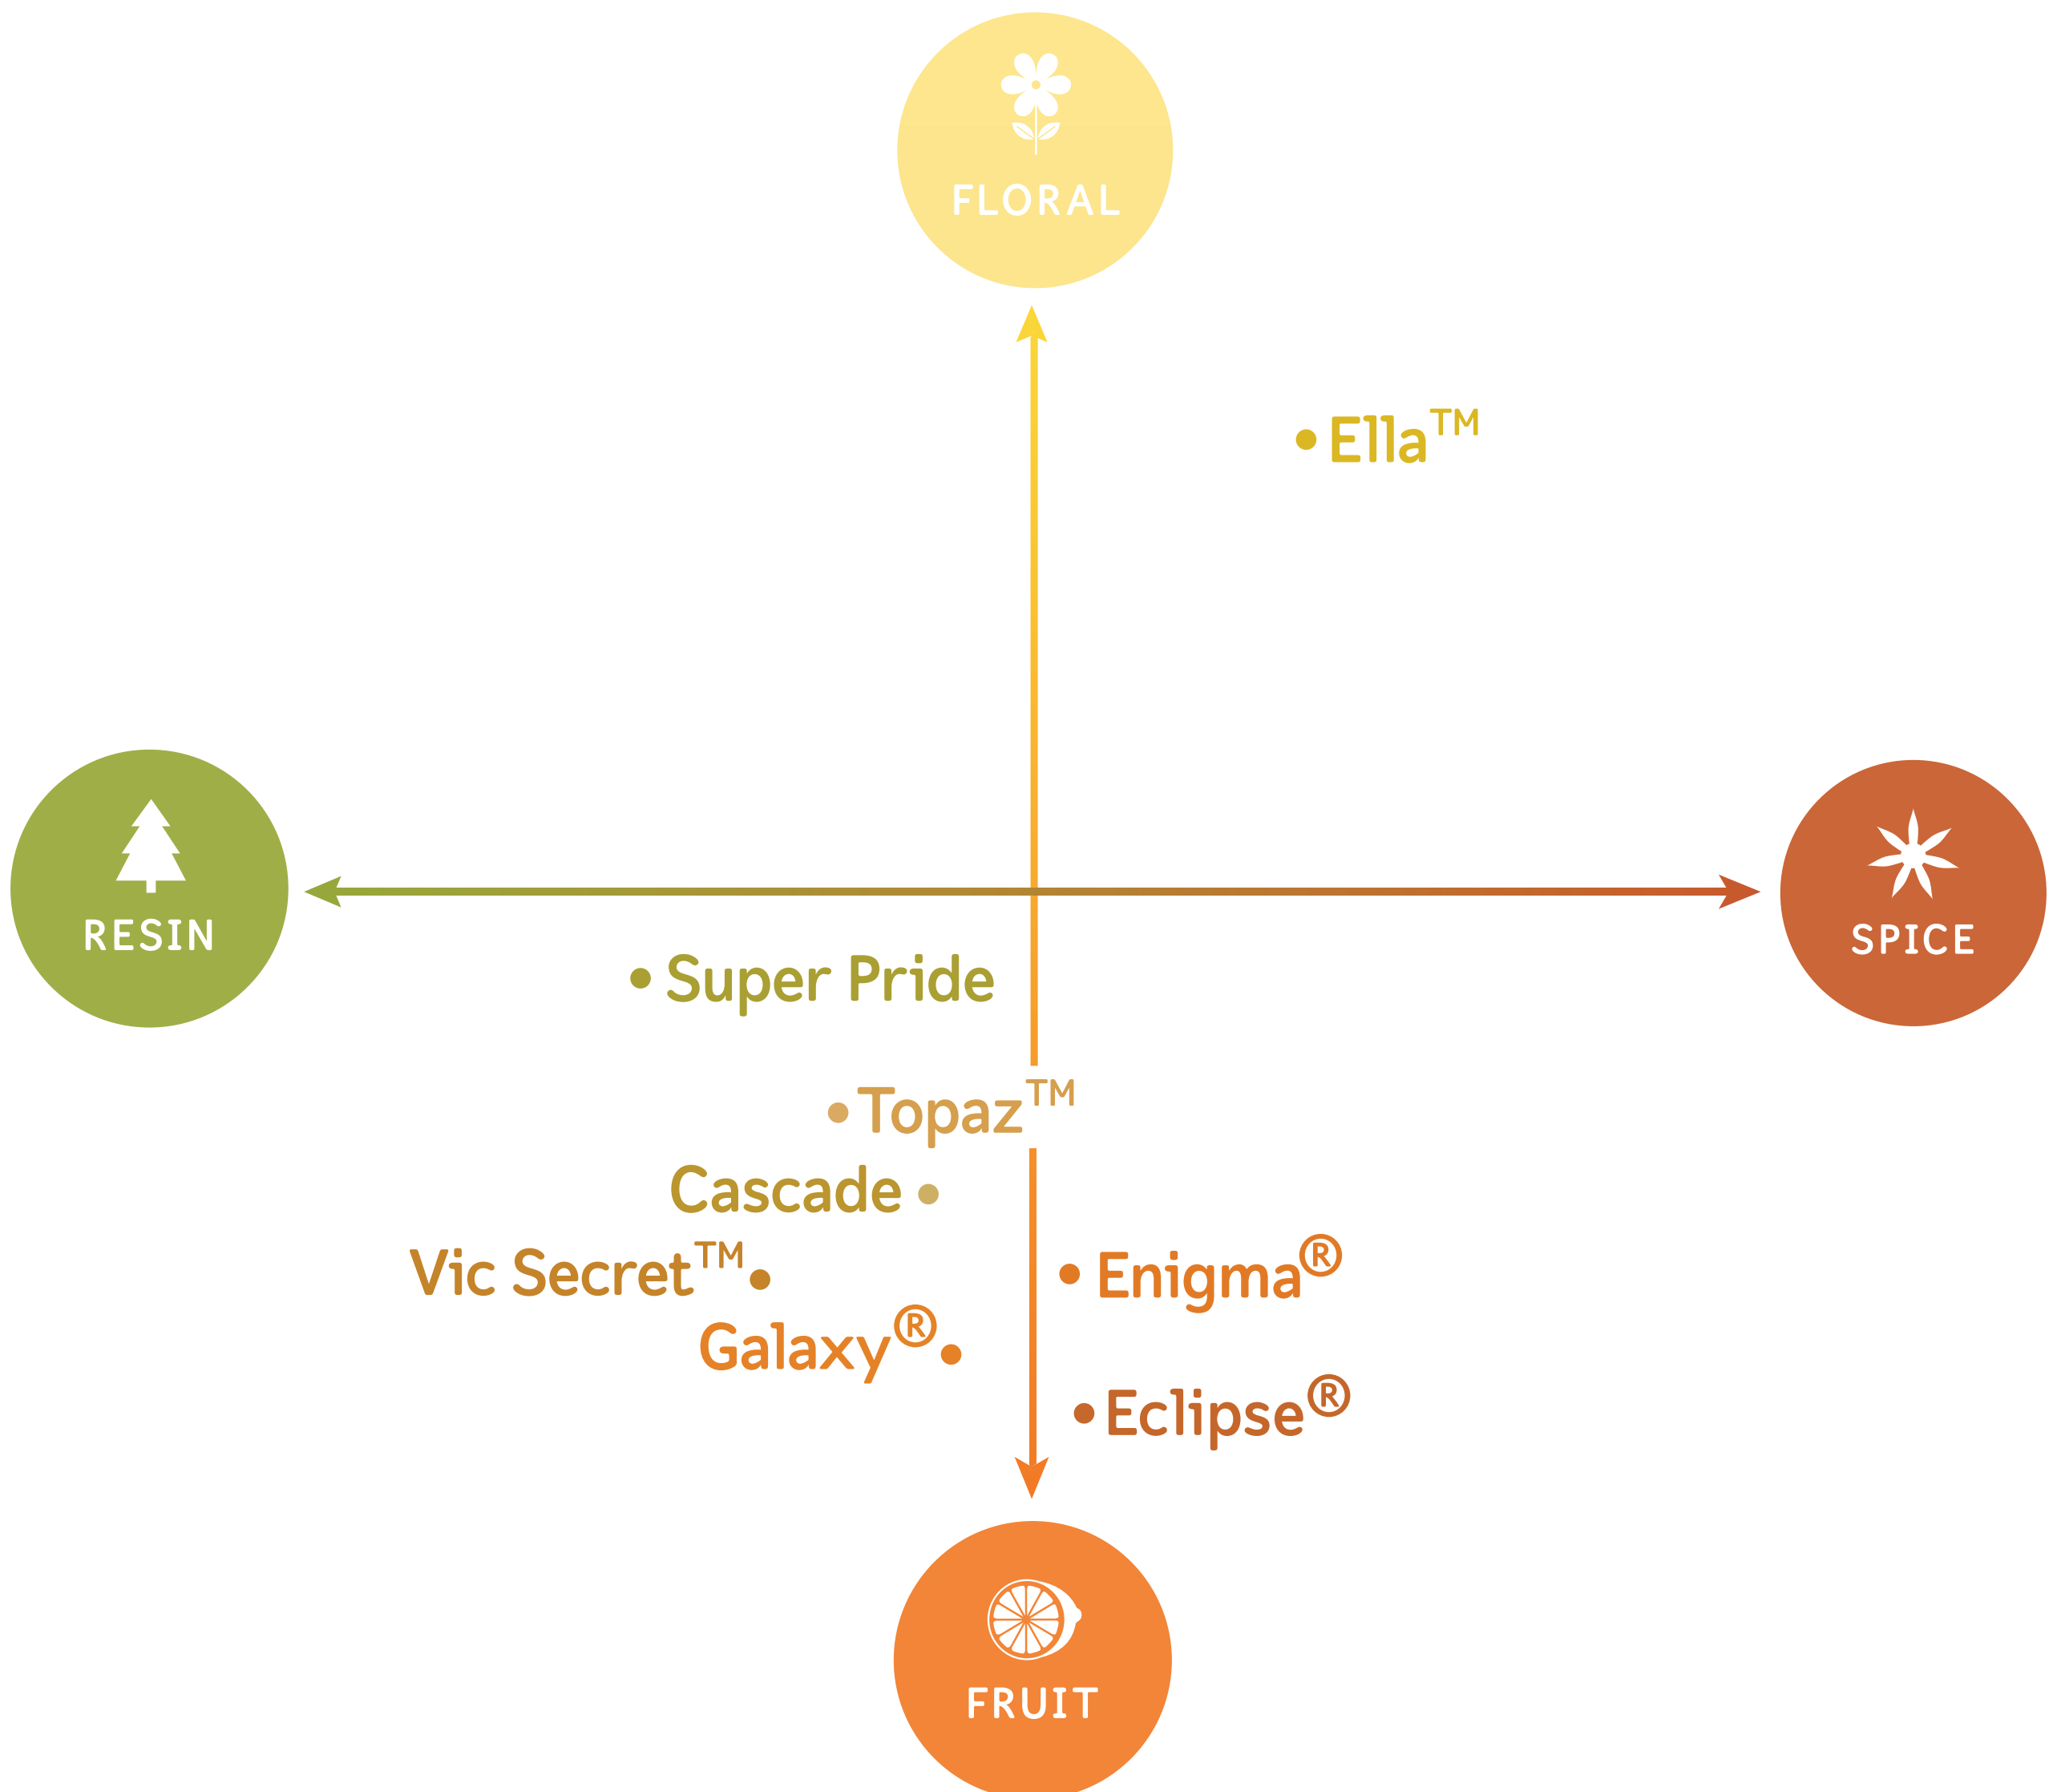 FLORAL
Ella™
RESIN
SPICE
Super Pride
Topaz™
Cascade
Vic Secret™
Enigma®
Galaxy®
Eclipse®
FRUIT